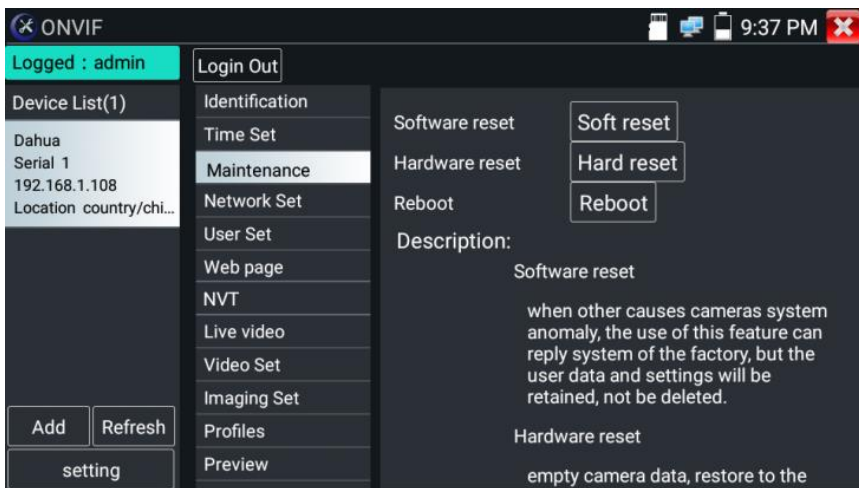 ONVIF
9:37 PM
Logged : admin
Login Out
Device List(1)
Dahua
Serial 1
192.168.1.108
Location country/chi...
Add
Refresh
setting
Identification
Time Set
Maintenance
Network Set
User Set
Web page
NVT
Live video
Video Set
Imaging Set
Profiles
Preview
Software reset
Soft reset
Hardware reset
Hard reset
Reboot
Reboot
Description:
Software reset
when other causes cameras system
anomaly, the use of this feature can
reply system of the factory, but the
user data and settings will be
retained, not be deleted.
Hardware reset
empty camera data, restore to the